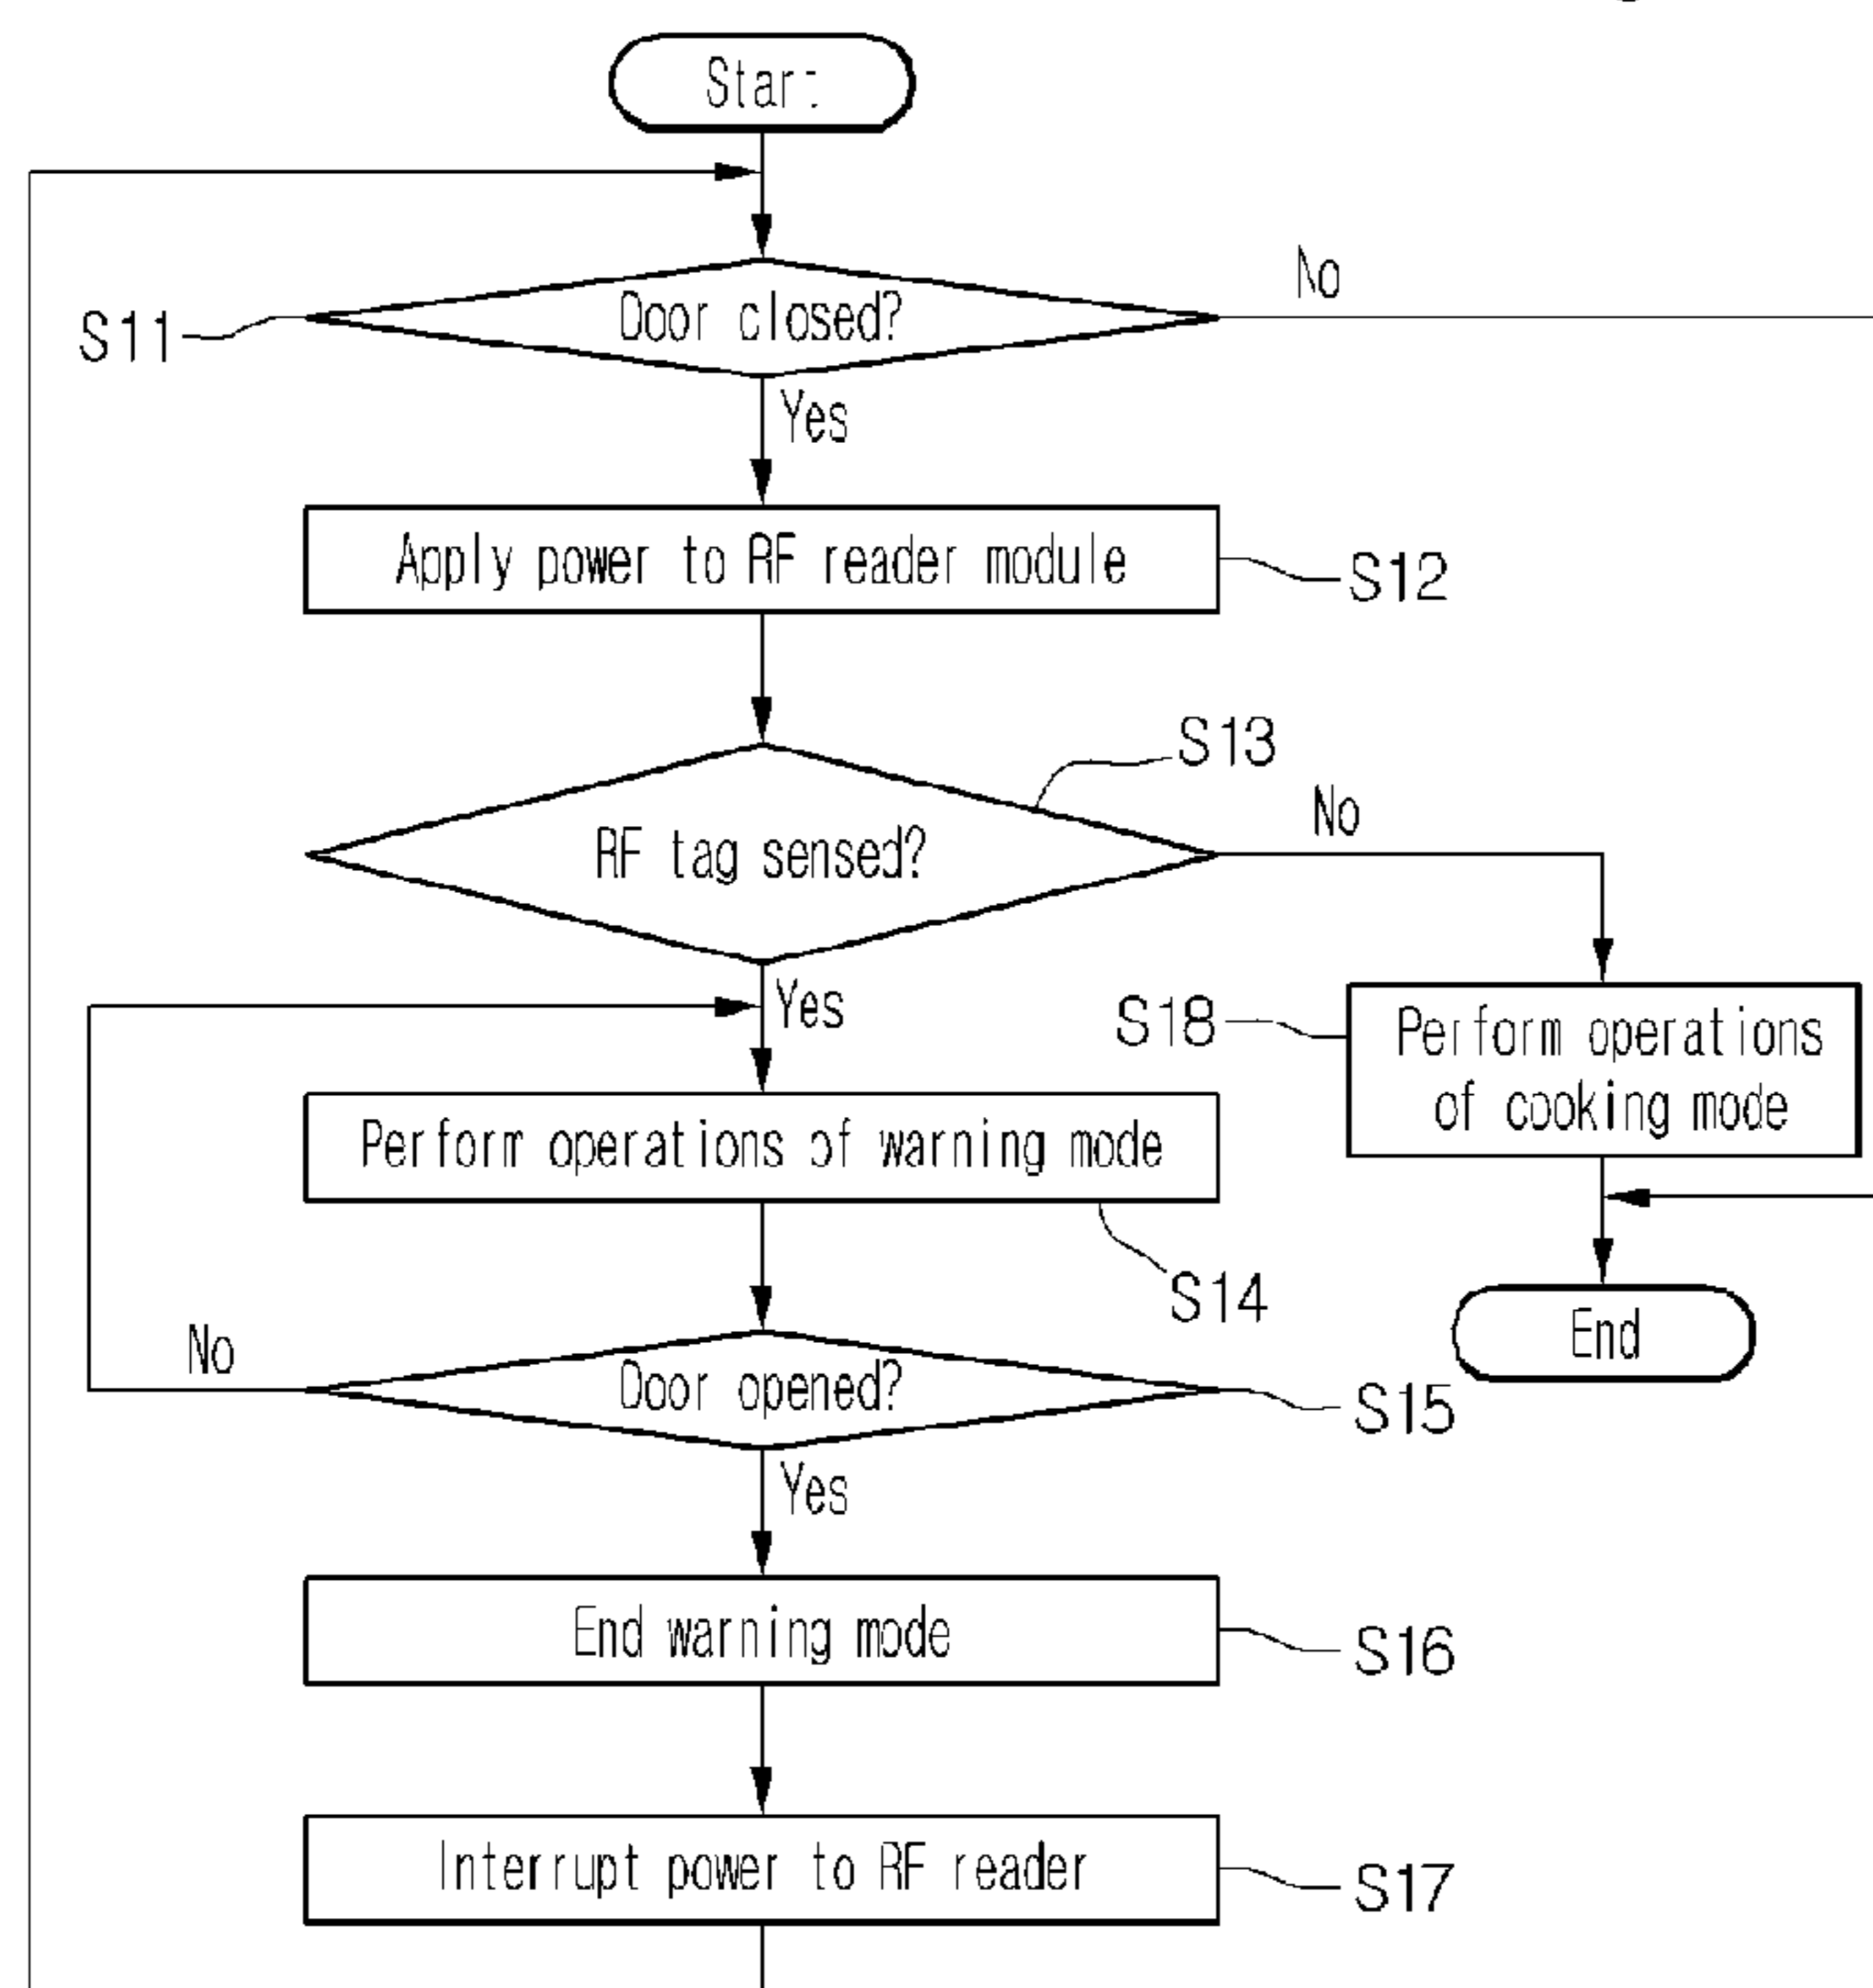 Start
No
Door closed?
S11
Yes
Apply power to RF reader module
S12
S13
No
RF tag sensed?
Yes
S18
Perform operations
of cooking mode
Perform operations of warning mode
S14
End
No
Door opened?
S15
Yes
End warning mode
S16
Interrupt power to RF reader
S17